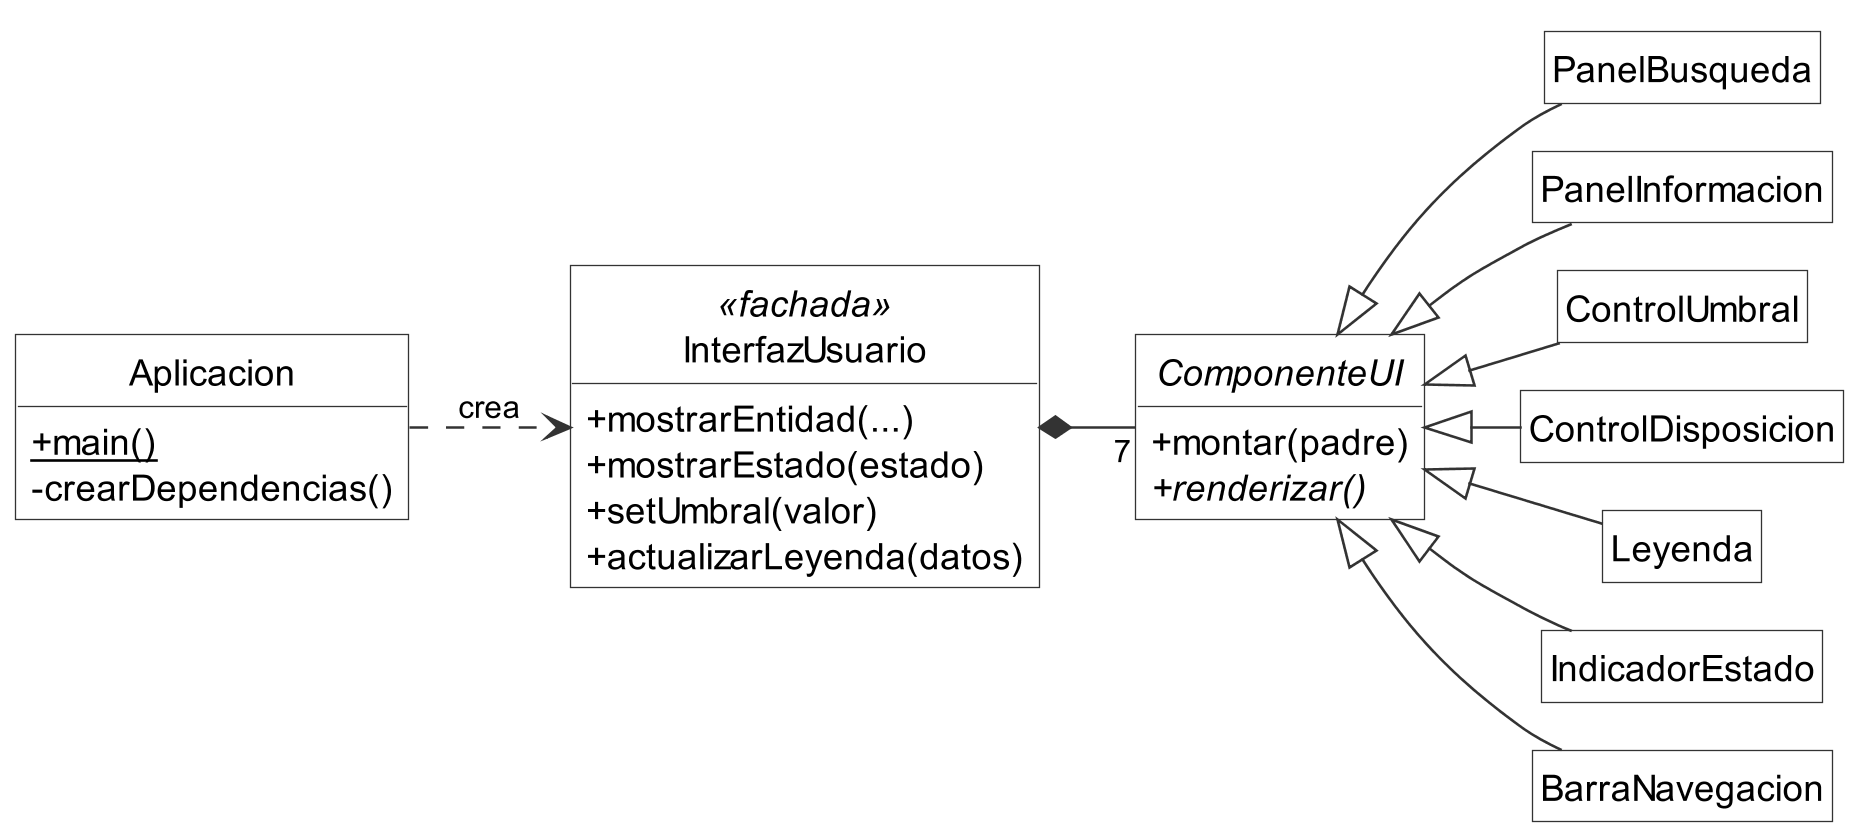 Aplicacion
+main()
-crearDependencias()
crea
«fachada»
InterfazUsuario
+mostrarEntidad(...)
+mostrarEstado(estado)
+setUmbral(valor)
+actualizarLeyenda(datos)
7
ComponenteUI
+montar(padre)
+renderizar()
PanelBusqueda
PanelInformacion
ControlUmbral
ControlDisposicion
Leyenda
IndicadorEstado
BarraNavegacion